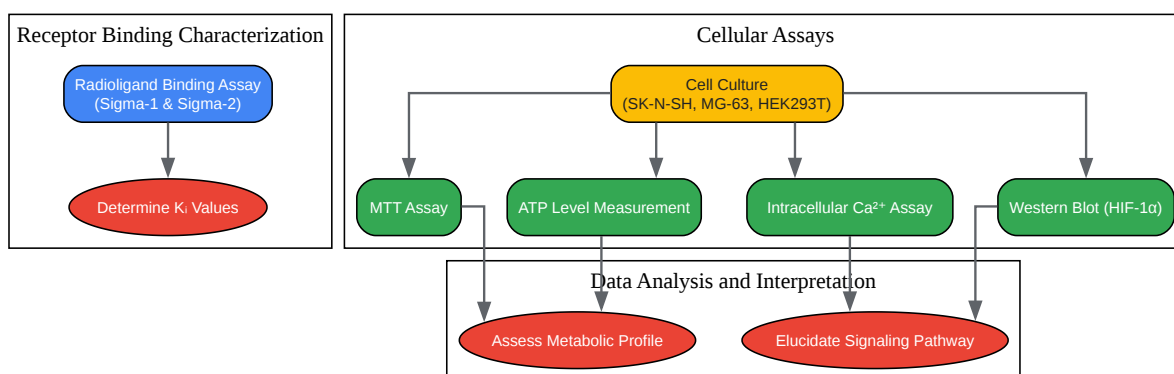 Receptor Binding Characterization
Radioligand Binding Assay
(Sigma-1 & Sigma-2)
Determine Kᵢ Values
Cellular Assays
Cell Culture
(SK-N-SH, MG-63, HEK293T)
MTT Assay
ATP Level Measurement
Intracellular Ca²⁺ Assay
Western Blot (HIF-1α)
Data Analysis and Interpretation
Assess Metabolic Profile
Elucidate Signaling Pathway